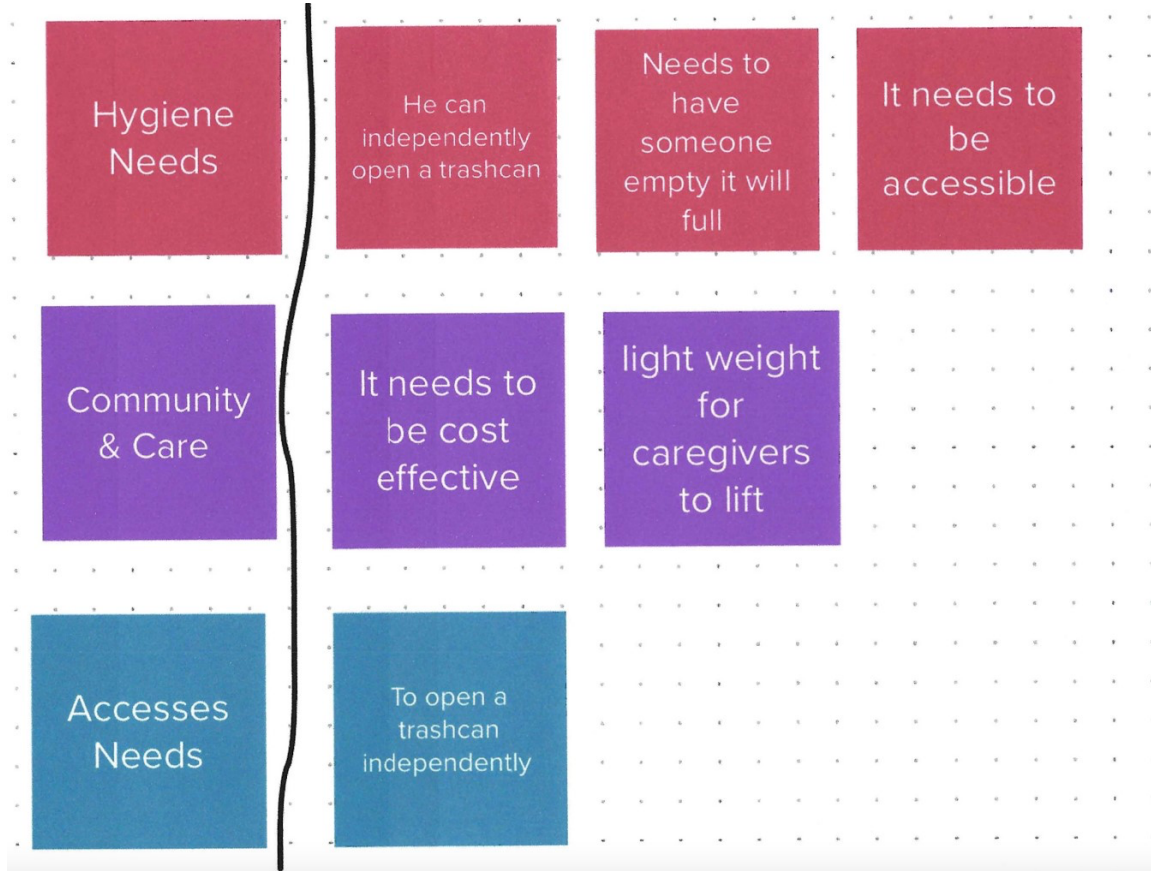 Hygiene
Needs
He can
independently
open a trashcan
Needs to
have
someone
empty it will
full
It needs to
be
accessible
Community
& Care
It needs to
be cost
effective
light weight
for
caregivers
to lift
Accesses
Needs
To open a
trashcan
independently